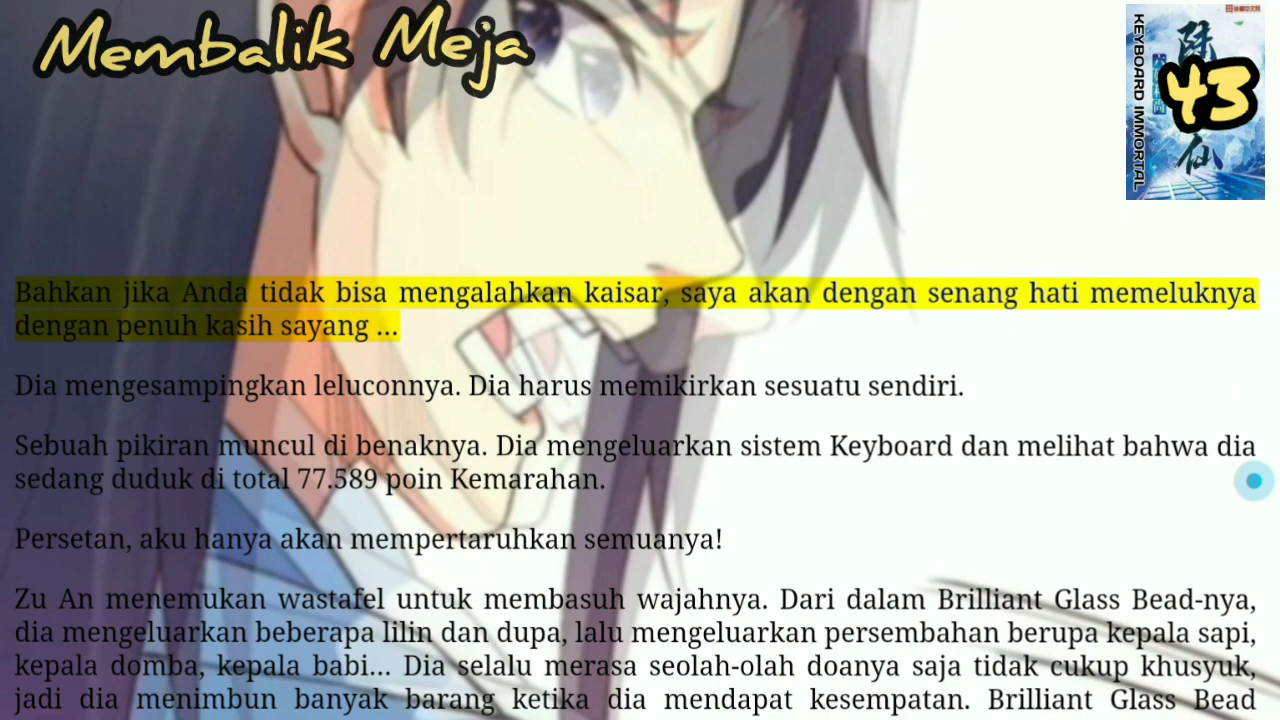 Membalik Meja
陆
43
仙
KEYBOARD IMMORTAL
Bahkan jika Anda tidak bisa mengalahkan kaisar, saya akan dengan senang hati memeluknya
dengan penuh kasih sayang ...
Dia mengesampingkan leluconnya. Dia harus memikirkan sesuatu sendiri.
Sebuah pikiran muncul di benaknya. Dia mengeluarkan sistem Keyboard dan melihat bahwa dia
sedang duduk di total 77.589 poin Kemarahan.
Persetan, aku hanya akan mempertaruhkan semuanya!
Zu An menemukan wastafel untuk membasuh wajahnya. Dari dalam Brilliant Glass Bead-nya,
dia mengeluarkan beberapa lilin dan dupa, lalu mengeluarkan persembahan berupa kepala sapi,
kepala domba, kepala babi... Dia selalu merasa seolah-olah doanya saja tidak cukup khusyuk,
jadi dia menimbun banyak barang ketika dia mendapat kesempatan. Brilliant Glass Bead